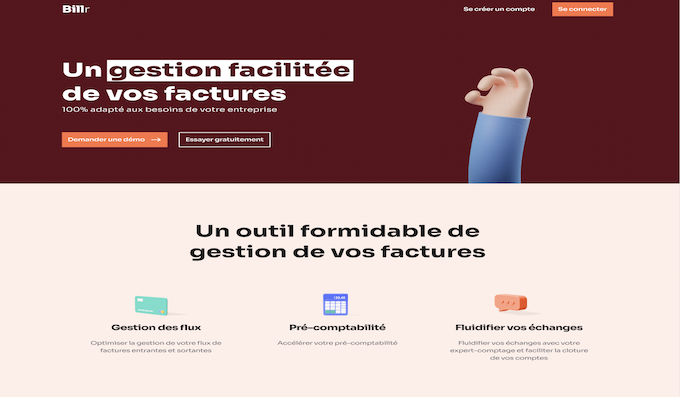 Billr
Se créer un compte
Se connecter
Un gestion facilitée
de vos factures
100% adapté aux besoins de votre entreprise
Demander une démo
Essayer gratuitement
Un outil formidable de
gestion de vos factures
Gestion des flux
Optimiser la gestion de votre flux de
factures entrantes et sortantes
Pré-comptabilité
Accélérer votre pré-comptabilité
Fluidifier vos échanges
Fluidifier vos échanges avec votre
expert-comptage et faciliter la cloture
de vos comptes